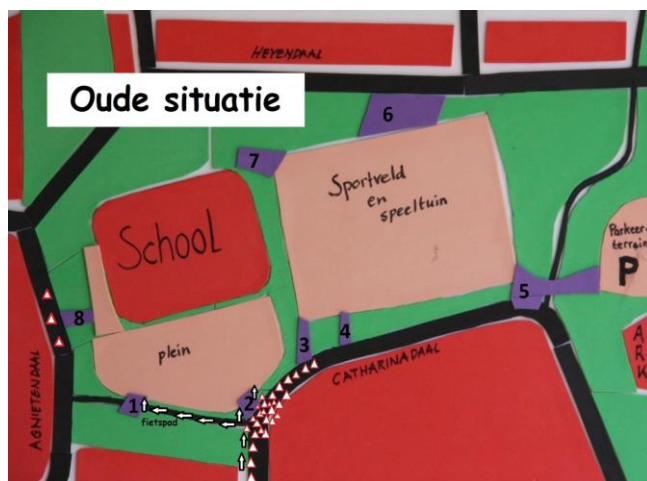 HEYENDAAL
Oude situatie
6
7
Sportveld
en
speeltuin
School
Parkeer-
terrein
P
5
8
4
3
plein
CATHARINADAAL
ARK
AGNIETENDAAL
1
2
fietspad